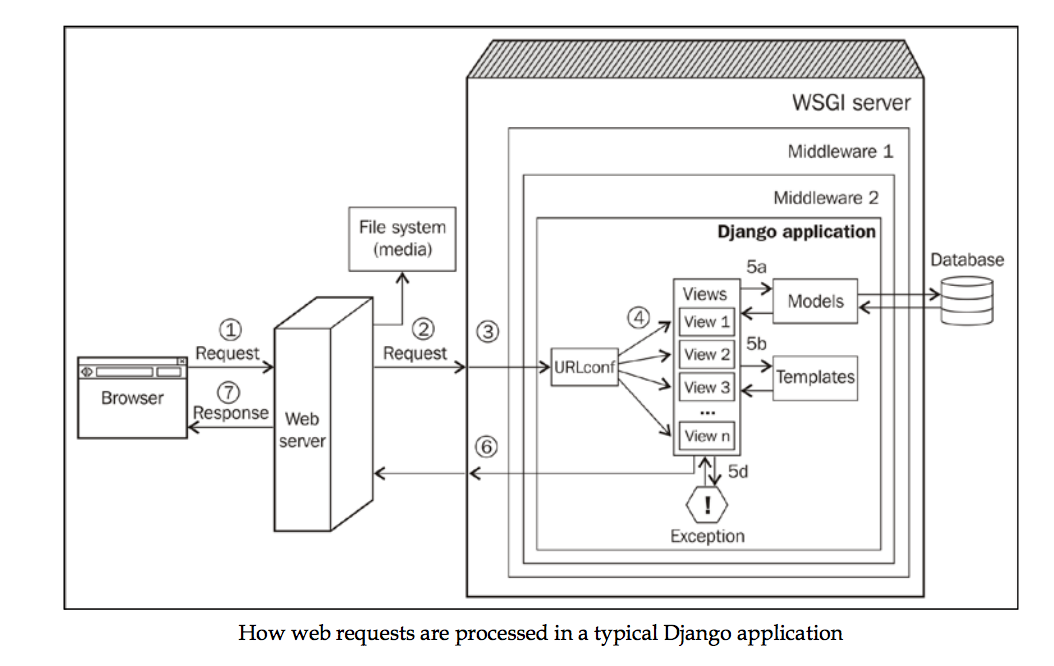 WSGI server
Middleware 1
Middleware 2
Django application
File system
(media)
Database
5a
Views
Models
View 1
④
①
Request
②
Request
③
5b
View 2
URLconf
Templates
View 3
Browser
⑦
Response
...
Web
server
View n
⑥
5d
!
Exception
How web requests are processed in a typical Django application